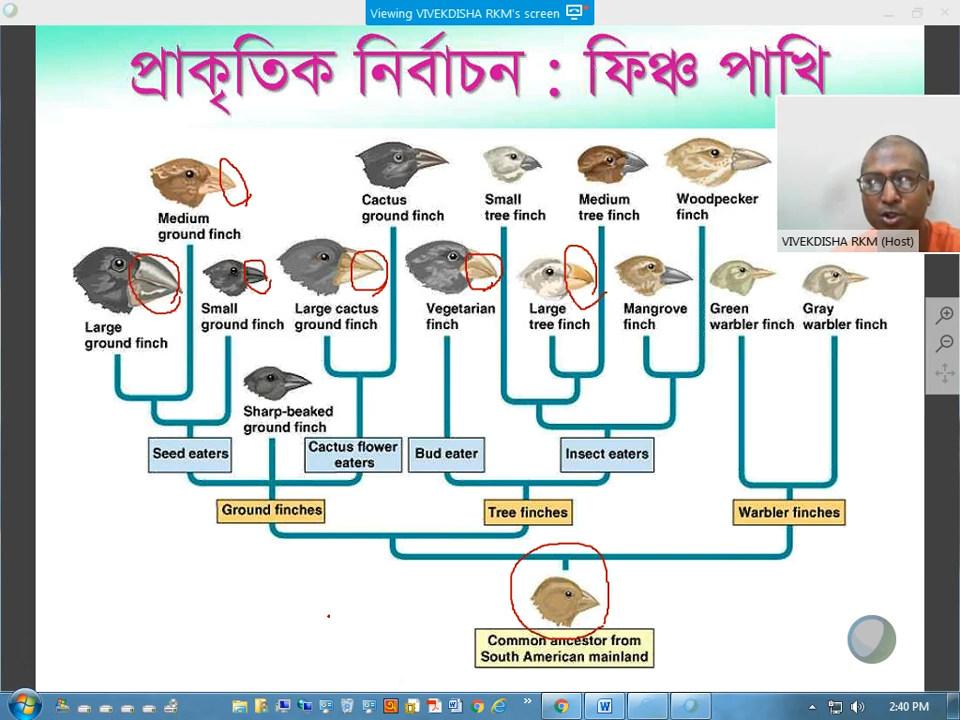 Viewing VIVEKDISHA RKM's screen
প্রাকৃতিক নির্বাচন : ফিঞ্চ পাখি
VIVEKDISHA RKM (Host)
Medium
ground finch
Cactus
ground finch
Small
tree finch
Medium
tree finch
Woodpecker
finch
Large
ground finch
Small
ground finch
Large cactus
ground finch
Vegetarian
finch
Large
tree finch
Mangrove
finch
Green
warbler finch
Gray
warbler finch
Sharp-beaked
ground finch
Seed eaters
Cactus flower
eaters
Bud eater
Insect eaters
Ground finches
Tree finches
Warbler finches
Common ancestor from
South American mainland
2:40 PM